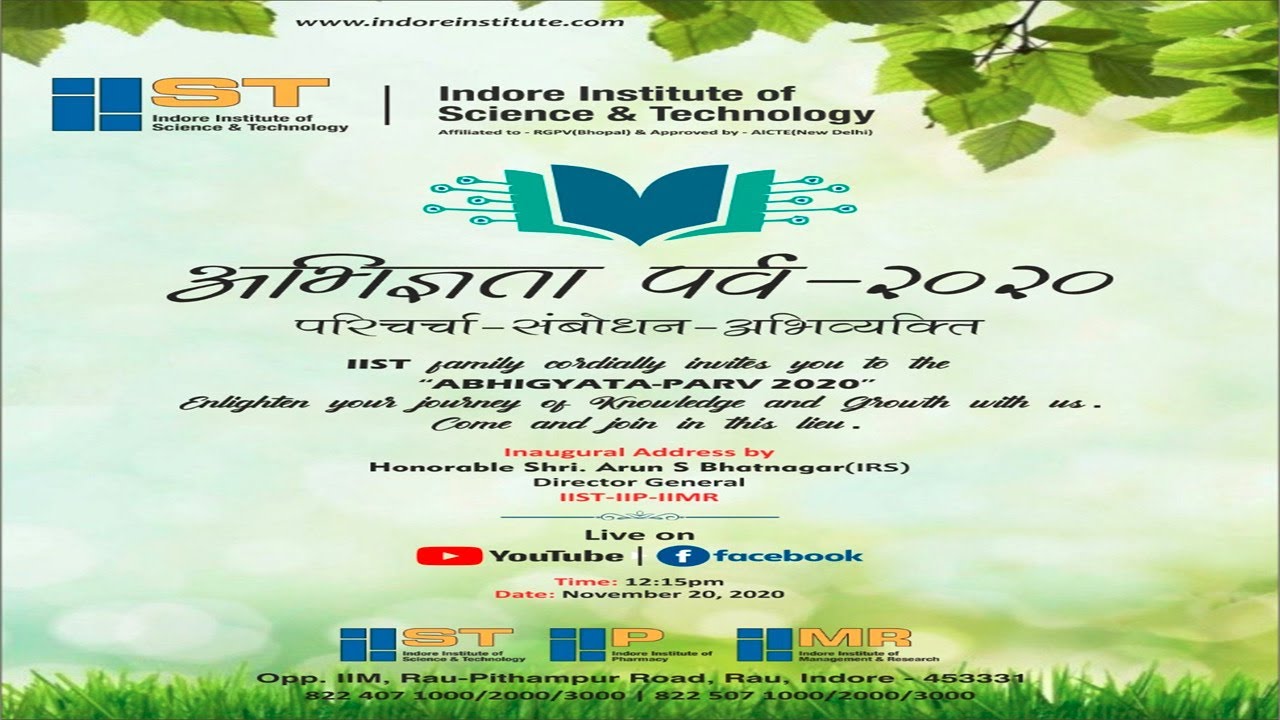 www.indoreinstitute.com
IIST
Indore Institute of
Science & Technology
Indore Institute of
Science & Technology
Affiliated to - RGPV(Bhopal) & Approved by - AICTE(New Delhi)
अभिज्ञता पर्व-२०२०
परिचर्चा-संबोधन-अभिव्यक्ति
IIST family cordially invites you to the
"ABHIGYATA-PARV 2020"
Enlighten your journey of Knowledge and Growth with us.
Come and join in this lieu.
Inaugural Address by
Honorable Shri. Arun S Bhatnagar(IRS)
Director General
IIST-IIP-IIMR
Live on
YouTube | facebook
Time: 12:15pm
Date: November 20, 2020
IIST
Indore Institute of
Science & Technology
IIP
Indore Institute of
Pharmacy
IIMR
Indore Institute of
Management & Research
Opp. IIM, Rau-Pithampur Road, Rau, Indore - 453331
822 407 1000/2000/3000 | 822 507 1000/2000/3000